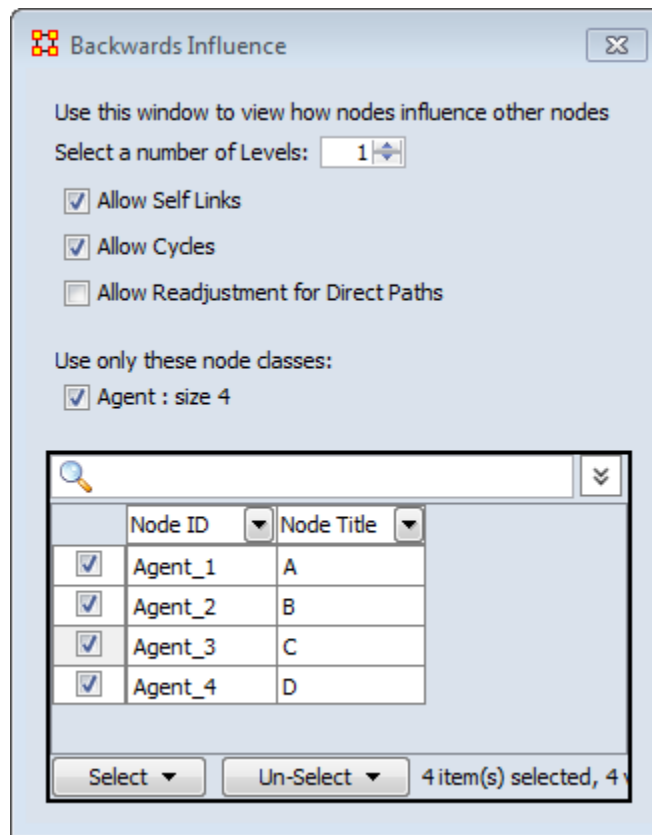 Backwards Influence
Use this window to view how nodes influence other nodes
Select a number of Levels: 1
Allow Self Links
Allow Cycles
Allow Readjustment for Direct Paths
Use only these node classes:
Agent : size 4
Node ID Node Title
Agent_1 A
Agent_2 B
Agent_3 C
Agent_4 D
Select Un-Select 4 item(s) selected, 4